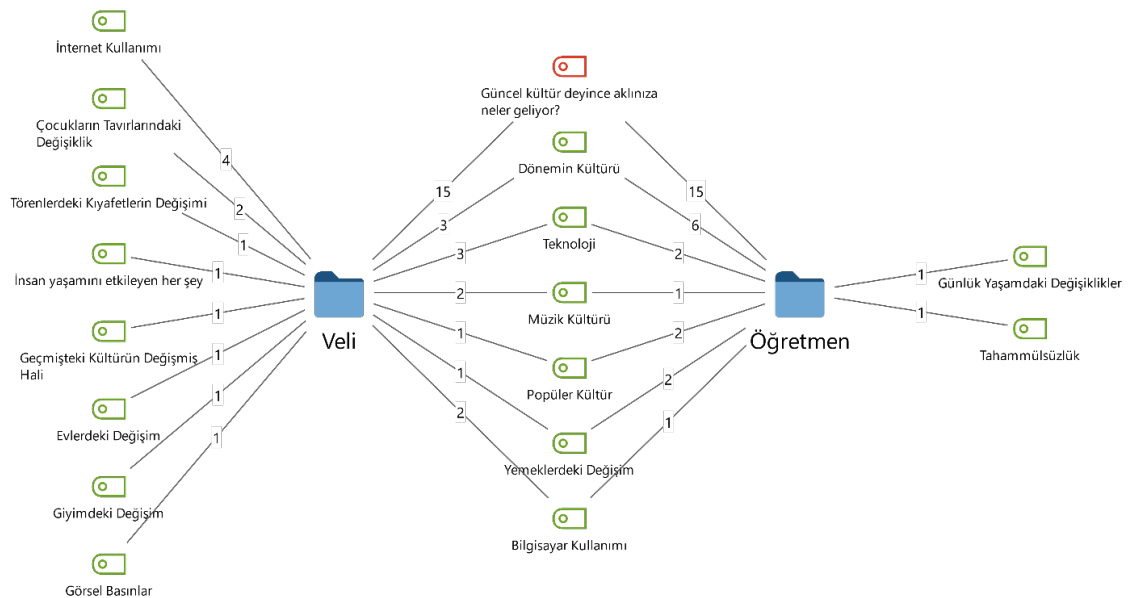 İnternet Kullanımı
Çocukların Tavırlarındaki
Değişiklik
Törenlerdeki Kıyafetlerin Değişimi
İnsan yaşamını etkileyen her şey
Geçmişteki Kültürün Değişmiş
Hali
Evlerdeki Değişim
Giyimdeki Değişim
Görsel Basınlar
4
2
1
1
1
1
1
1
Veli
15
3
3
2
1
1
2
Güncel kültür deyince aklınıza
neler geliyor?
Dönemin Kültürü
Teknoloji
Müzik Kültürü
Popüler Kültür
Yemeklerdeki Değişim
Bilgisayar Kullanımı
15
6
2
1
2
2
1
Öğretmen
1
1
Günlük Yaşamdaki Değişiklikler
Tahammülsüzlük